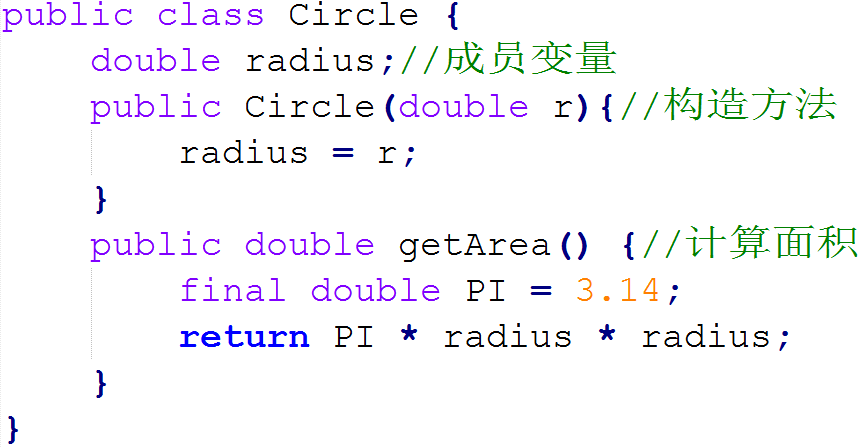 public class Circle {
    double radius;//成员变量
    public Circle(double r){//构造方法
        radius = r;
    }
    public double getArea() {//计算面积
        final double PI = 3.14;
        return PI * radius * radius;
    }
}